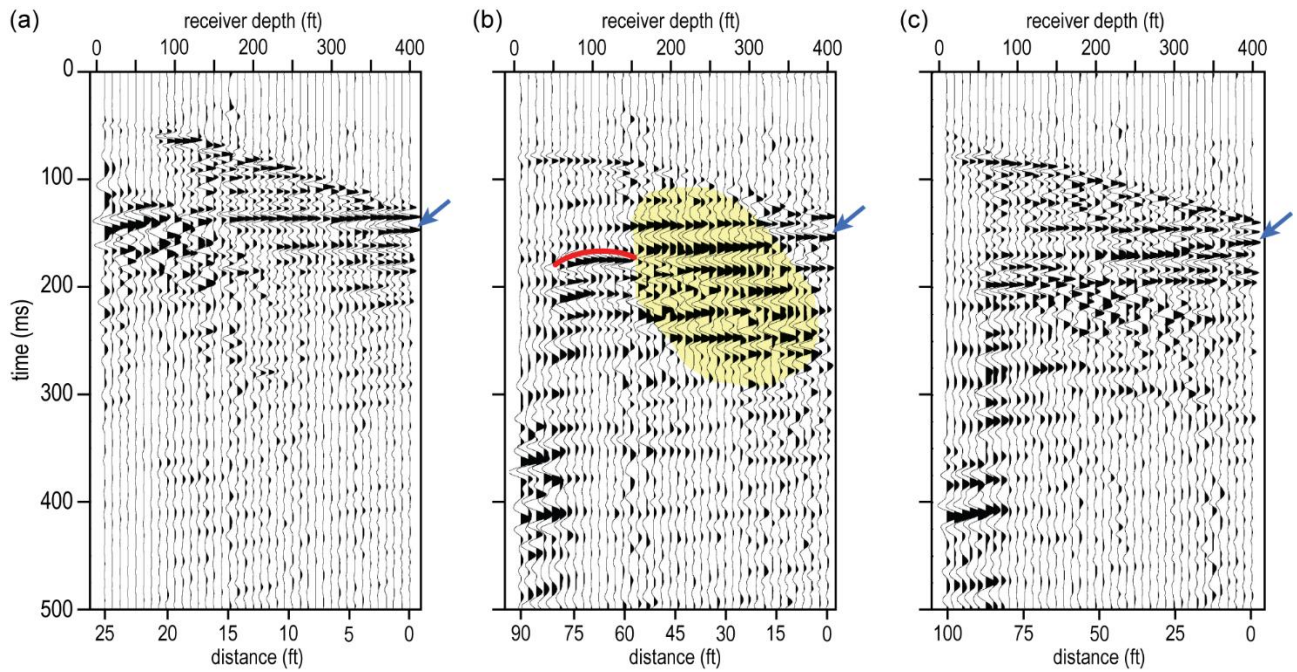 (a)
receiver depth (ft)
0 100 200 300 400
(b)
receiver depth (ft)
0 100 200 300 400
(c)
receiver depth (ft)
0 100 200 300 400
time (ms)
0
100
200
300
400
500
25 20 15 10 5 0
distance (ft)
90 75 60 45 30 15 0
distance (ft)
100 75 50 25 0
distance (ft)